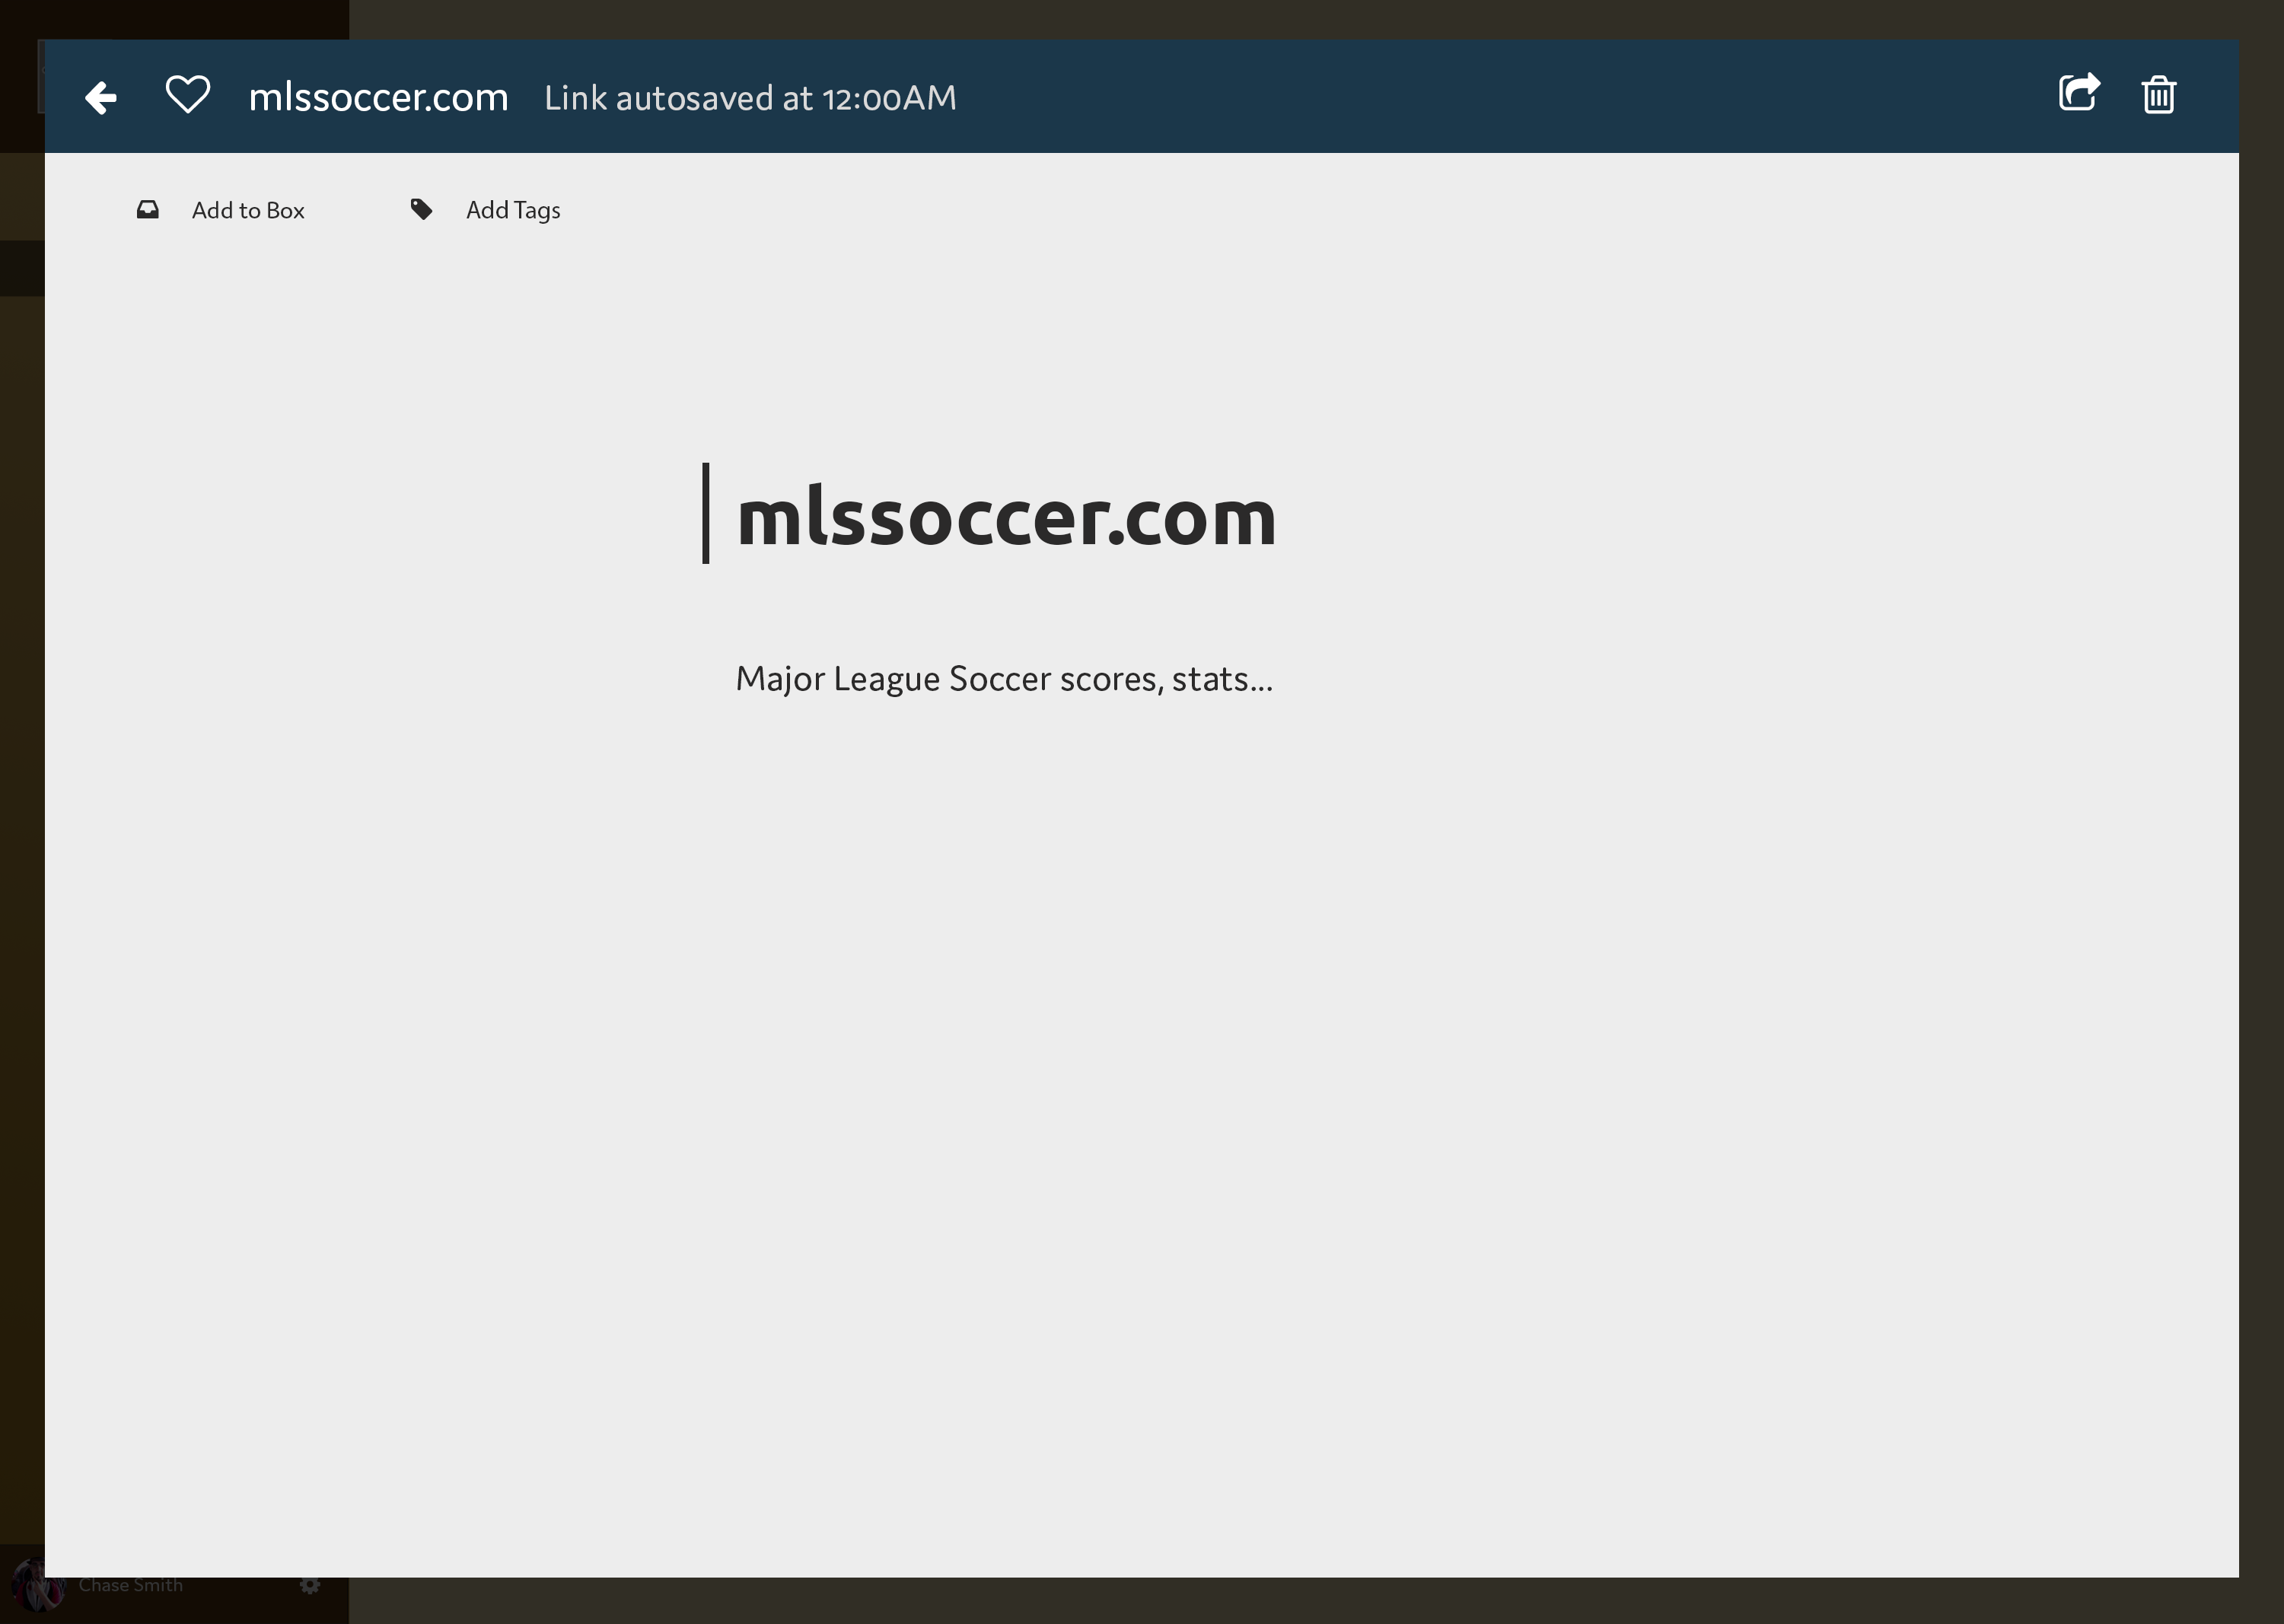 mlssoccer.com Link autosaved at 12:00AM
Add to Box Add Tags
mlssoccer.com
Major League Soccer scores, stats...
Chase Smith